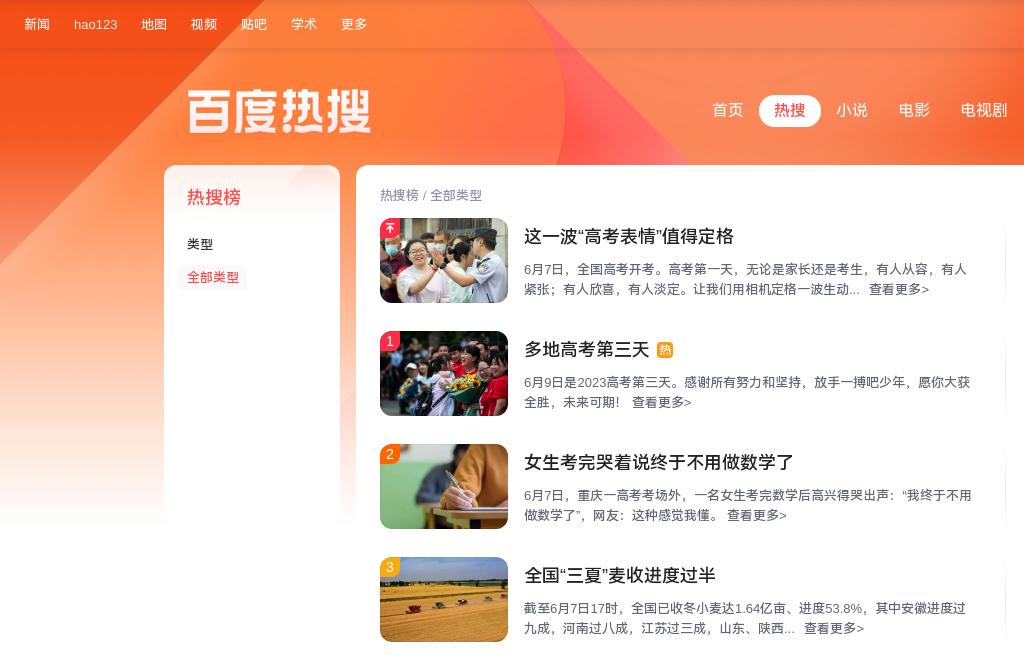 新闻 hao123 地图 视频 贴吧 学术 更多
百度热搜
首页 热搜 小说 电影 电视剧
热搜榜
类型
全部类型
热搜榜 / 全部类型
这一波“高考表情”值得定格
6月7日，全国高考开考。高考第一天，无论是家长还是考生，有人从容，有人
紧张；有人欣喜，有人淡定。让我们用相机定格一波生动... 查看更多>
1
多地高考第三天 热
6月9日是2023高考第三天。感谢所有努力和坚持，放手一搏吧少年，愿你大获
全胜，未来可期！ 查看更多>
2
女生考完哭着说终于不用做数学了
6月7日，重庆一高考考场外，一名女生考完数学后高兴得哭出声：“我终于不用
做数学了”，网友：这种感觉我懂。 查看更多>
3
全国“三夏”麦收进度过半
截至6月7日17时，全国已收冬小麦达1.64亿亩、进度53.8%，其中安徽进度过
九成，河南过八成，江苏过三成，山东、陕西... 查看更多>